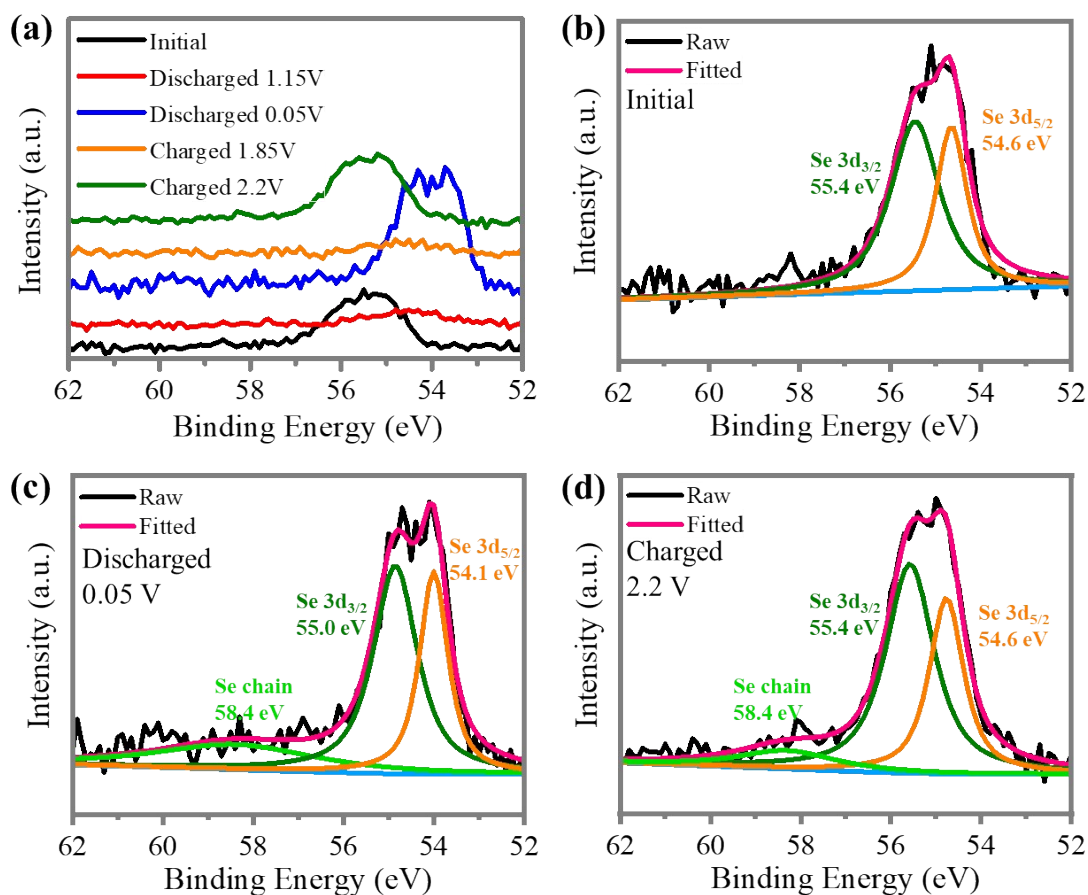 (a)
Initial
Discharged 1.15V
Discharged 0.05V
Charged 1.85V
Charged 2.2V
Intensity (a.u.)
62 60 58 56 54 52
Binding Energy (eV)
(b)
Raw
Fitted
Initial
Se 3d5/2
54.6 eV
Se 3d3/2
55.4 eV
Intensity (a.u.)
62 60 58 56 54 52
Binding Energy (eV)
(c)
Raw
Fitted
Discharged
0.05 V
Se 3d5/2
54.1 eV
Se 3d3/2
55.0 eV
Se chain
58.4 eV
Intensity (a.u.)
62 60 58 56 54 52
Binding Energy (eV)
(d)
Raw
Fitted
Charged
2.2 V
Se 3d3/2
55.4 eV
Se 3d5/2
54.6 eV
Se chain
58.4 eV
Intensity (a.u.)
62 60 58 56 54 52
Binding Energy (eV)